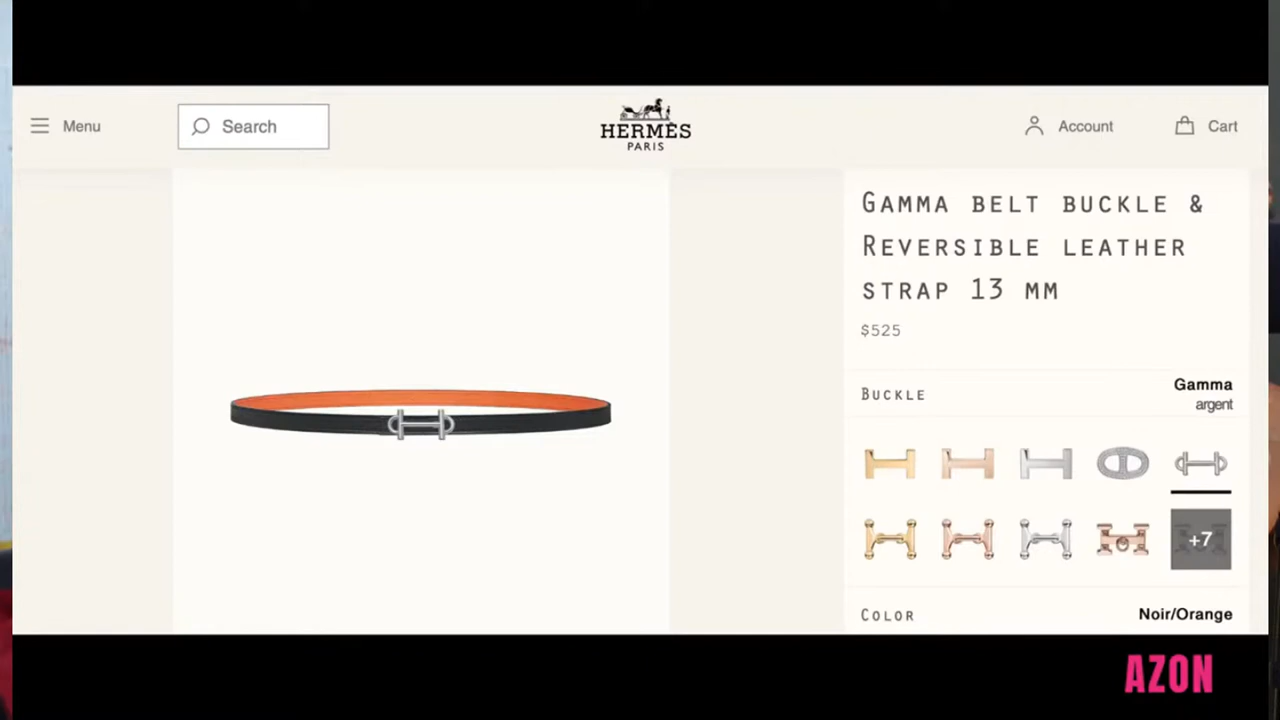 Menu
Search
HERMÈS
PARIS
Account
Cart
Gamma belt buckle &
Reversible leather
strap 13 mm
$525
Buckle
Gamma
argent
+7
Color
Noir/Orange
AZON